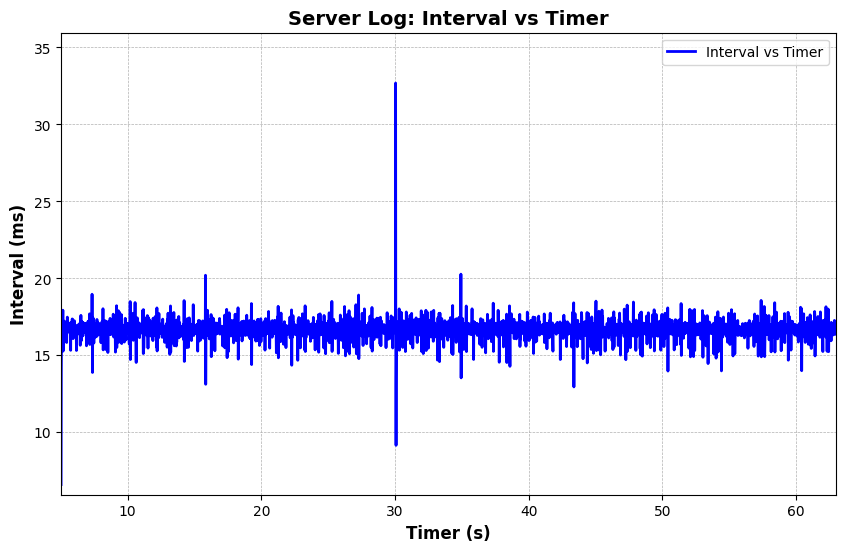 Server Log: Interval vs Timer
Interval vs Timer
35
30
25
20
15
10
Interval (ms)
10 20 30 40 50 60
Timer (s)